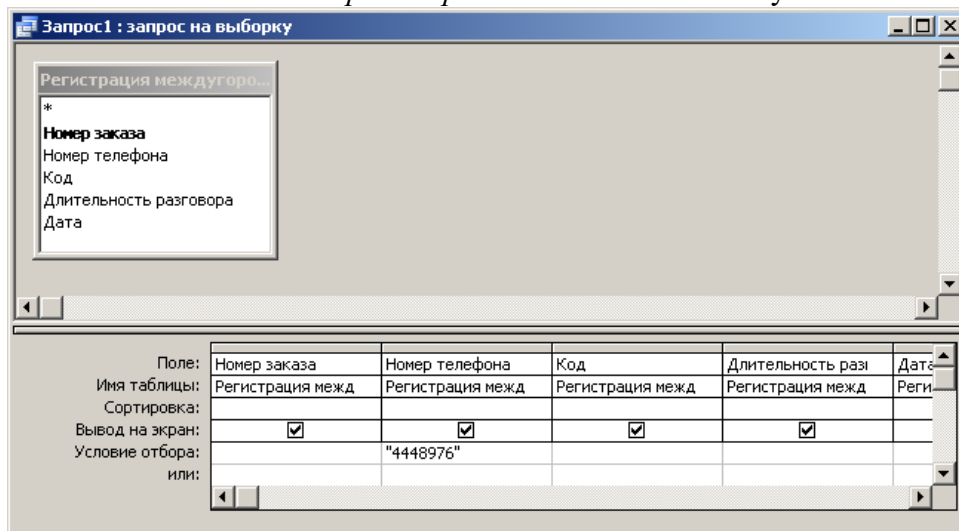 Запрос1 : запрос на выборку
Регистрация междугоро...
*
Номер заказа
Номер телефона
Код
Длительность разговора
Дата
Поле: Номер заказа Номер телефона Код Длительность разг Дата
Имя таблицы: Регистрация межд Регистрация межд Регистрация межд Регистрация межд Реги
Сортировка:
Вывод на экран:
Условие отбора: "4448976"
или: